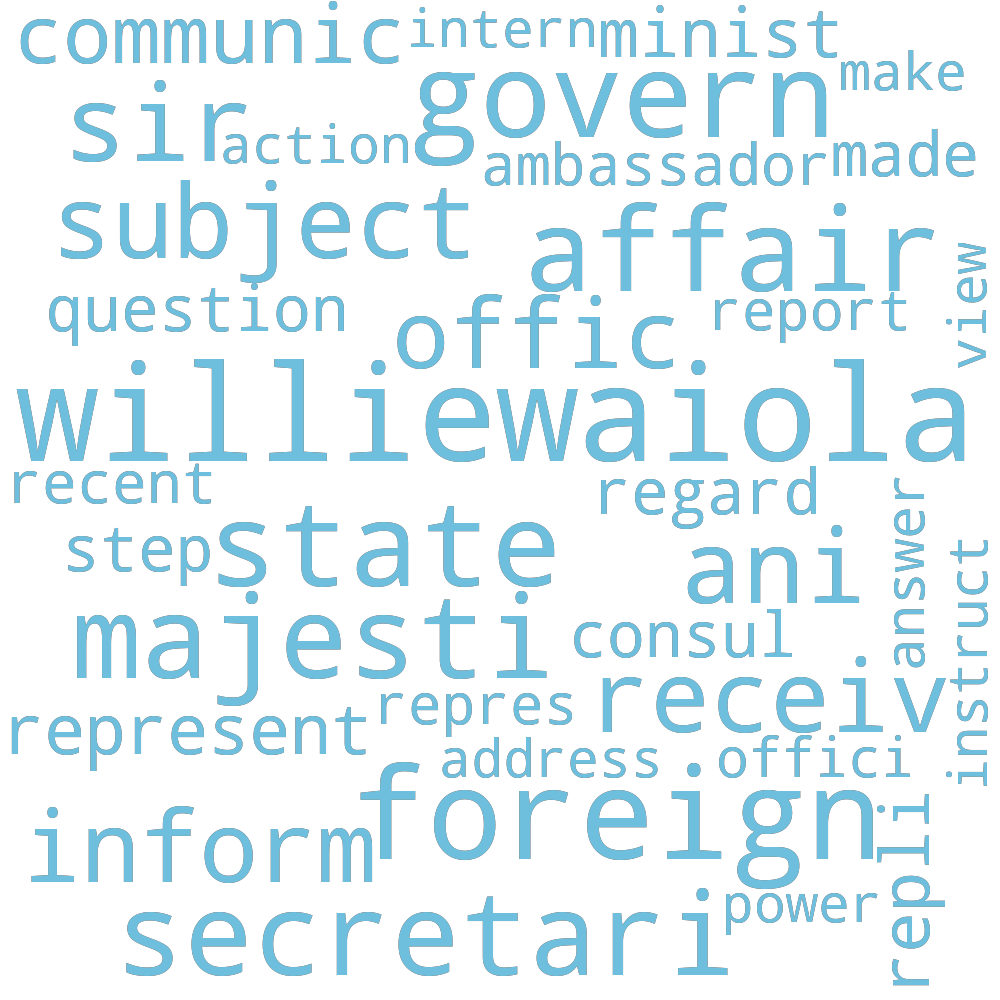 communic intern minist
make
govern
sir
action
ambassador made
subject
affair
view
question
offic
report
williewaiola
recent
regard
answer
step state
ani
instruct
majesti
consul
receiv
repres
represent
address offici
foreign
inform
repli
power
secretari